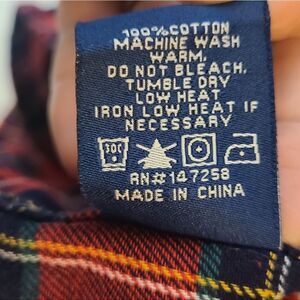 100% COTTON
MACHINE WASH
WARM,
DO NOT BLEACH,
TUMBLE DRY
LOW HEAT
IRON LOW HEAT IF
NECESSARY
30C
RN#147258
MADE IN CHINA